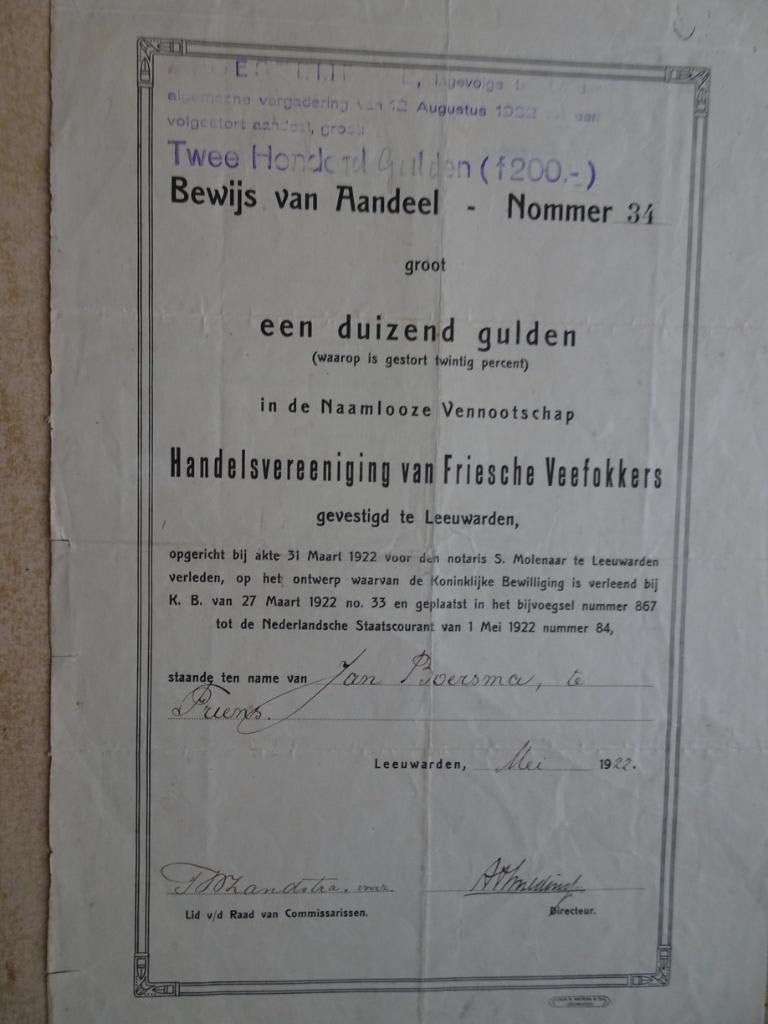 algemeene vergadering van 12 Augustus
volgestort aandeel, groot:
Twee Honderd Gulden (f200,-)
Bewijs van Aandeel - Nommer 34
groot
een duizend gulden
(waarop is gestort twintig percent)
in de Naamlooze Vennootschap
Handelsvereeniging van Friesche Veefokkers
gevestigd te Leeuwarden,
opgericht bij akte 31 Maart 1922 voor den notaris S. Molenaar te Leeuwarden
verleden, op het ontwerp waarvan de Koninklijke Bewilliging is verleend bij
K. B. van 27 Maart 1922 no. 33 en geplaatst in het bijvoegsel nummer 867
tot de Nederlandsche Staatscourant van 1 Mei 1922 nummer 84,
staande ten name van Jan Boersma, te
Priens.
Leeuwarden, Mei 1922.
Lid v/d Raad van Commissarissen. Directeur.